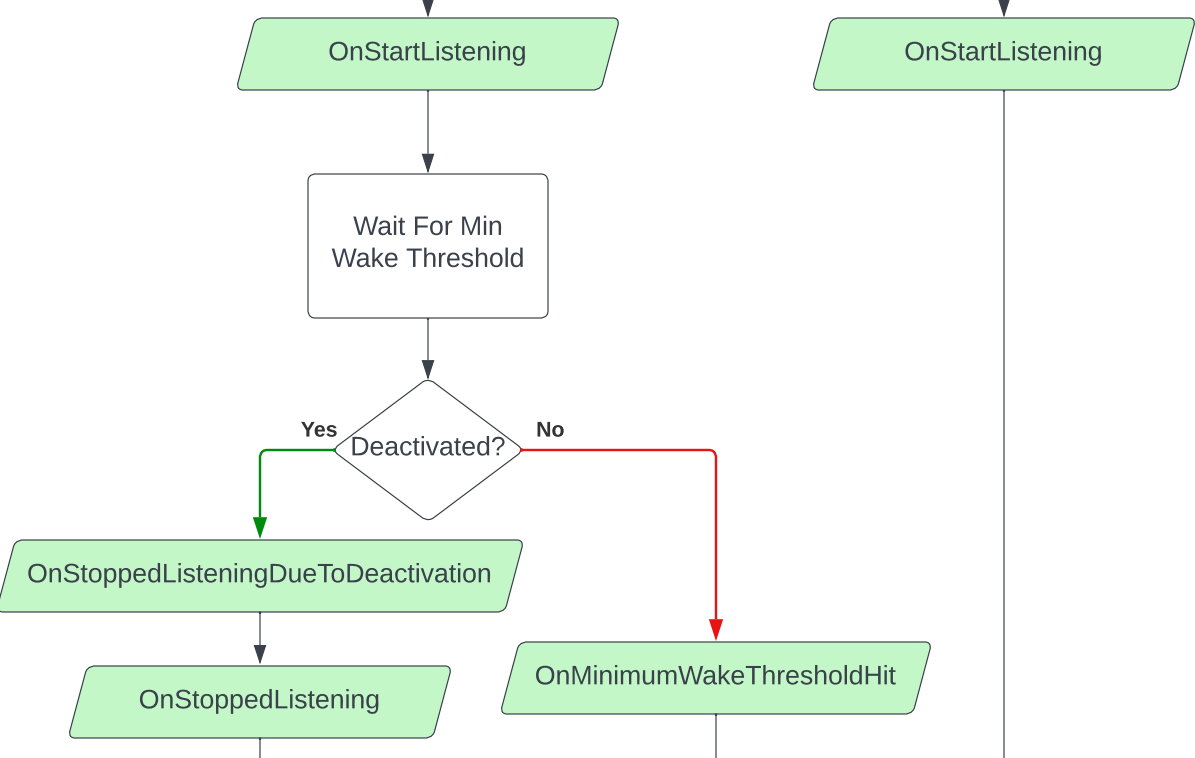 OnStartListening
OnStartListening
Wait For Min
Wake Threshold
Yes
No
Deactivated?
OnStoppedListeningDueToDeactivation
OnMinimumWakeThresholdHit
OnStoppedListening